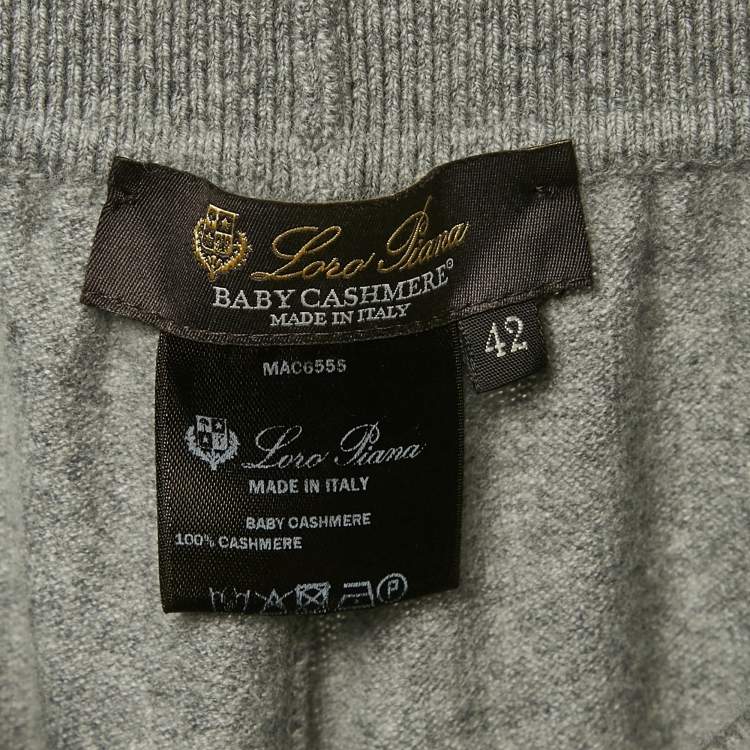 Loro Piana
BABY CASHMERE®
MADE IN ITALY
42
MAC6555
Loro Piana
MADE IN ITALY
BABY CASHMERE
100% CASHMERE
P